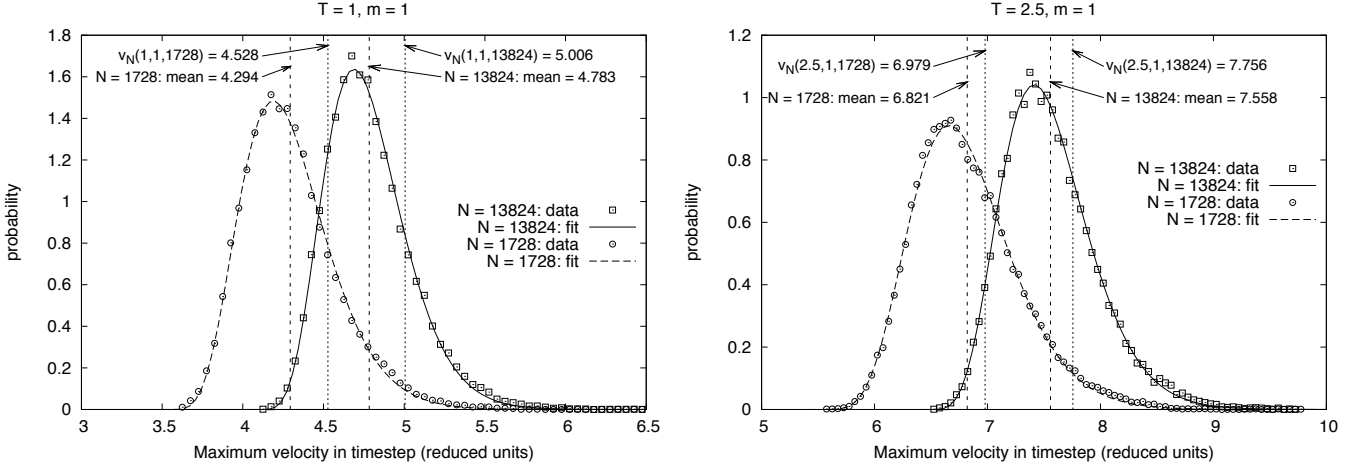 T = 1, m = 1
v_N(1,1,1728) = 4.528
v_N(1,1,13824) = 5.006
N = 1728: mean = 4.294
N = 13824: mean = 4.783
N = 13824: data
N = 13824: fit
N = 1728: data
N = 1728: fit
probability
1.8
1.6
1.4
1.2
1
0.8
0.6
0.4
0.2
0
3
3.5
4
4.5
5
5.5
6
6.5
Maximum velocity in timestep (reduced units)
T = 2.5, m = 1
v_N(2.5,1,1728) = 6.979
v_N(2.5,1,13824) = 7.756
N = 1728: mean = 6.821
N = 13824: mean = 7.558
N = 13824: data
N = 13824: fit
N = 1728: data
N = 1728: fit
probability
1.2
1
0.8
0.6
0.4
0.2
0
5
6
7
8
9
10
Maximum velocity in timestep (reduced units)